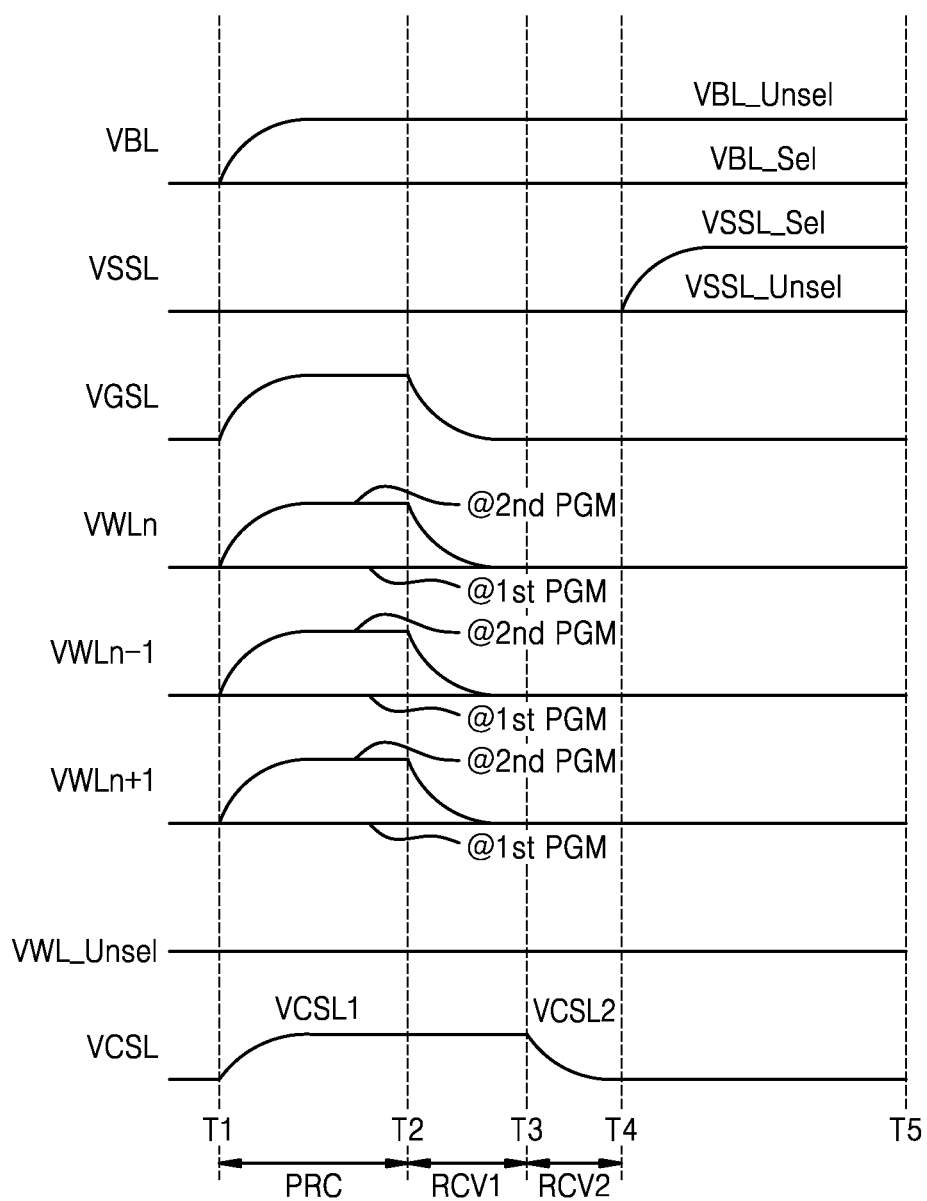 VBL_Unsel
VBL
VBL_Sel
VSSL_Sel
VSSL
VSSL_Unsel
VGSL
@2nd PGM
VWLn
@1st PGM
@2nd PGM
VWLn-1
@1st PGM
@2nd PGM
VWLn+1
@1st PGM
VWL_Unsel
VCSL1 VCSL2
VCSL
T1 T2 T3 T4 T5
PRC RCV1 RCV2